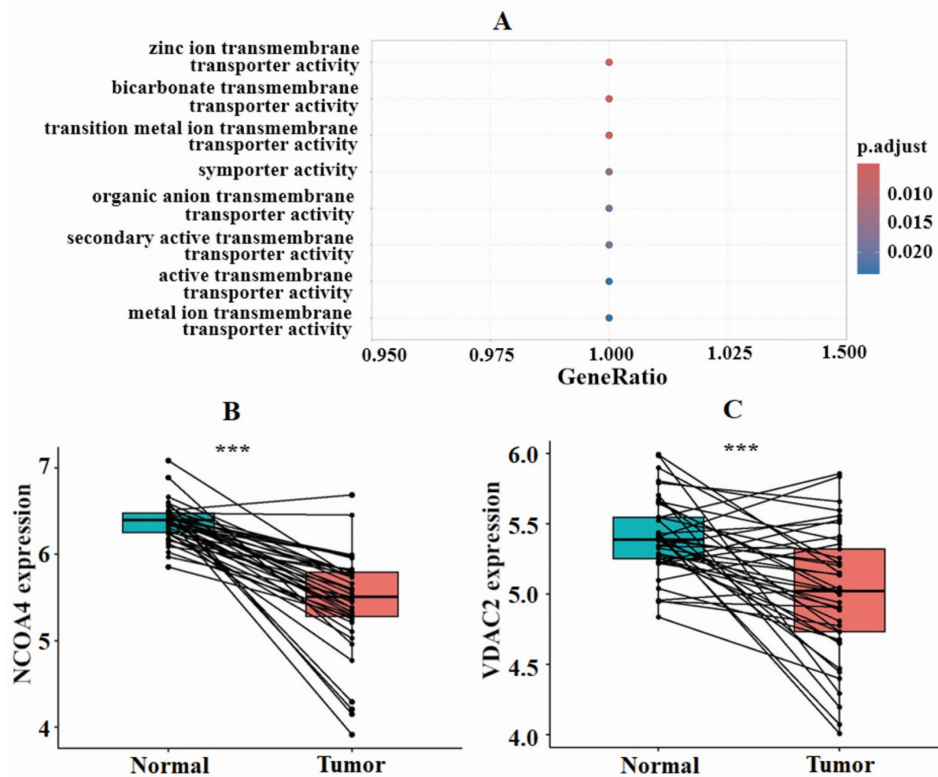 A
zinc ion transmembrane
transporter activity
bicarbonate transmembrane
transporter activity
transition metal ion transmembrane
transporter activity
symporter activity
organic anion transmembrane
transporter activity
secondary active transmembrane
transporter activity
active transmembrane
transporter activity
metal ion transmembrane
transporter activity
0.950 0.975 1.000 1.025 1.500
GeneRatio
p.adjust
0.010
0.015
0.020
B
***
NCOA4 expression
7
6
5
4
Normal Tumor
C
***
VDAC2 expression
6.0
5.5
5.0
4.5
4.0
Normal Tumor